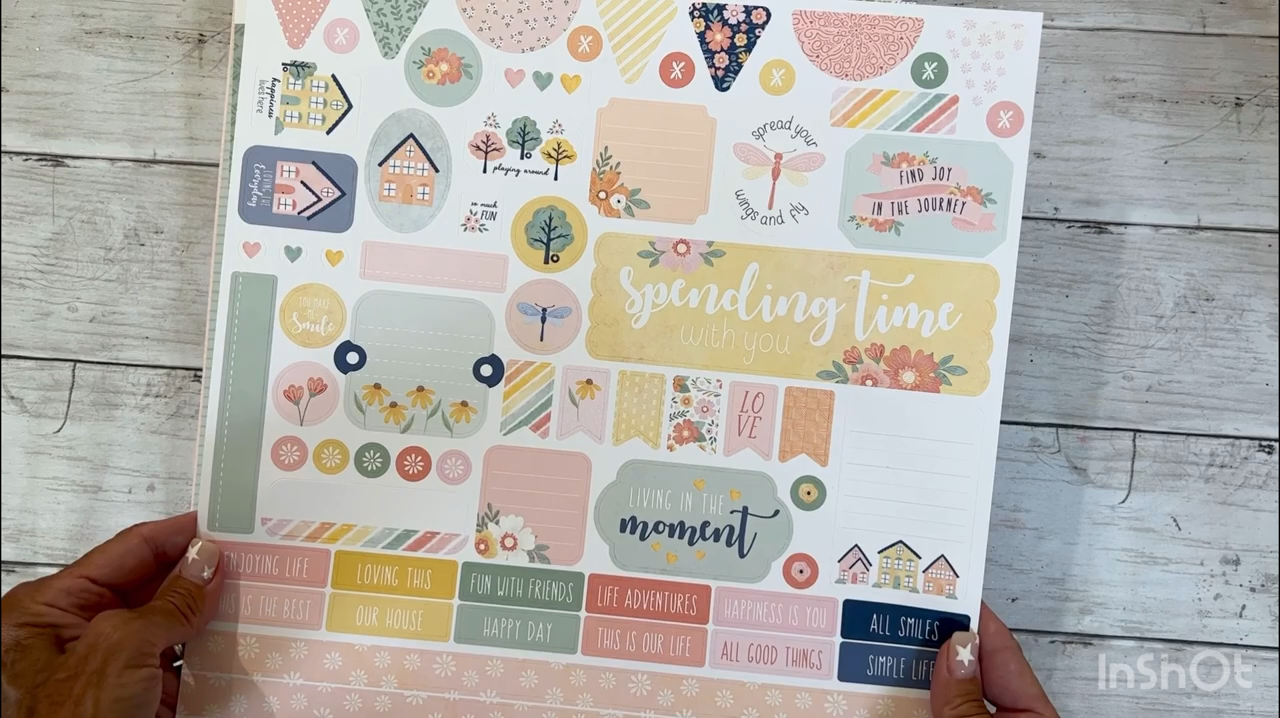 happiness
lives here
LOVING THE
Everyday
playing around
so much
FUN
spread your
wings and fly
FIND JOY
IN THE JOURNEY
YOU MAKE
ME
Smile
Spending time
with you
LO
VE
LIVING IN THE
moment
ENJOYING LIFE
LOVING THIS
FUN WITH FRIENDS
LIFE ADVENTURES
HAPPINESS IS YOU
ALL SMILES
THIS IS THE BEST
OUR HOUSE
HAPPY DAY
THIS IS OUR LIFE
ALL GOOD THINGS
SIMPLE LIFE
InShOt